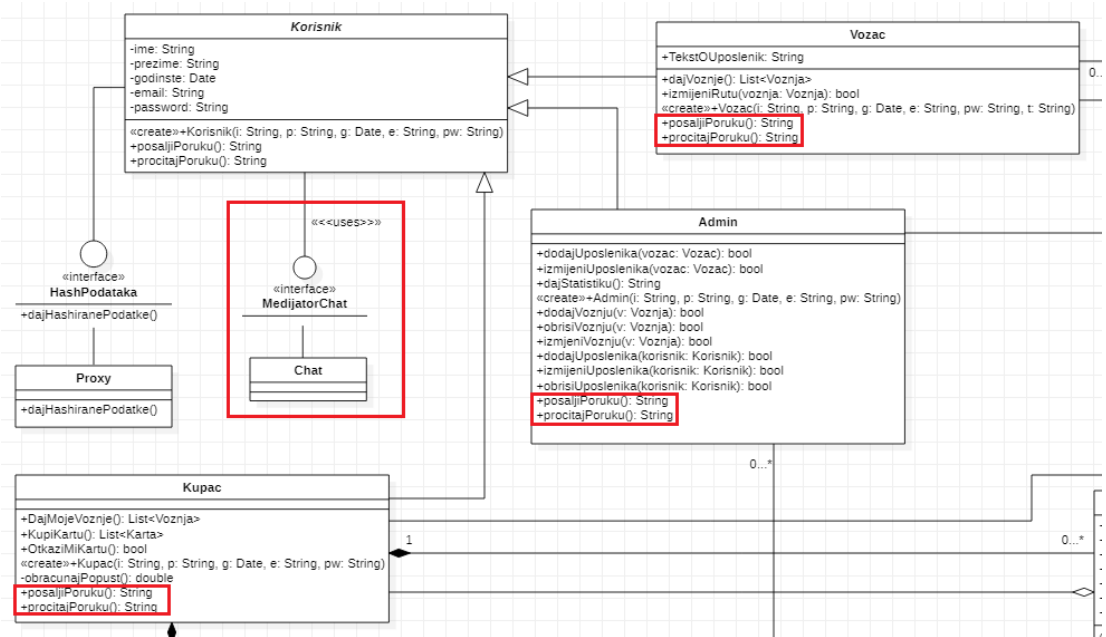 Korisnik
-ime: String
-prezime: String
-godinste: Date
-email: String
-password: String
«create»+Korisnik(i: String, p: String, g: Date, e: String, pw: String)
+posaljiPoruku(): String
+procitajPoruku(): String
Vozac
+TekstOUposlenik: String
+dajVoznje(): List<Voznja>
+izmijeniRutu(voznja: Voznja): bool
«create»+Vozac(i: String, p: String, g: Date, e: String, pw: String, t: String)
+posaljiPoruku(): String
+procitajPoruku(): String
0..
«<<uses>>»
«interface»
HashPodataka
+dajHashiranePodatke()
«interface»
MedijatorChat
Chat
Proxy
+dajHashiranePodatke()
Admin
+dodajUposlenika(vozac: Vozac): bool
+izmijeniUposlenika(vozac: Vozac): bool
+dajStatistiku(): String
«create»+Admin(i: String, p: String, g: Date, e: String, pw: String)
+dodajVoznju(v: Voznja): bool
+obrisiVoznju(v: Voznja): bool
+izmjeniVoznju(v: Voznja): bool
+dodajUposlenika(korisnik: Korisnik): bool
+izmijeniUposlenika(korisnik: Korisnik): bool
+obrisiUposlenika(korisnik: Korisnik): bool
+posaljiPoruku(): String
+procitajPoruku(): String
0...*
Kupac
+DajMojeVoznje(): List<Voznja>
+KupiKartu(): List<Karta>
+OtkaziMiKartu(): bool
«create»+Kupac(i: String, p: String, g: Date, e: String, pw: String)
-obracunajPopust(): double
+posaljiPoruku(): String
+procitajPoruku(): String
1
0...*